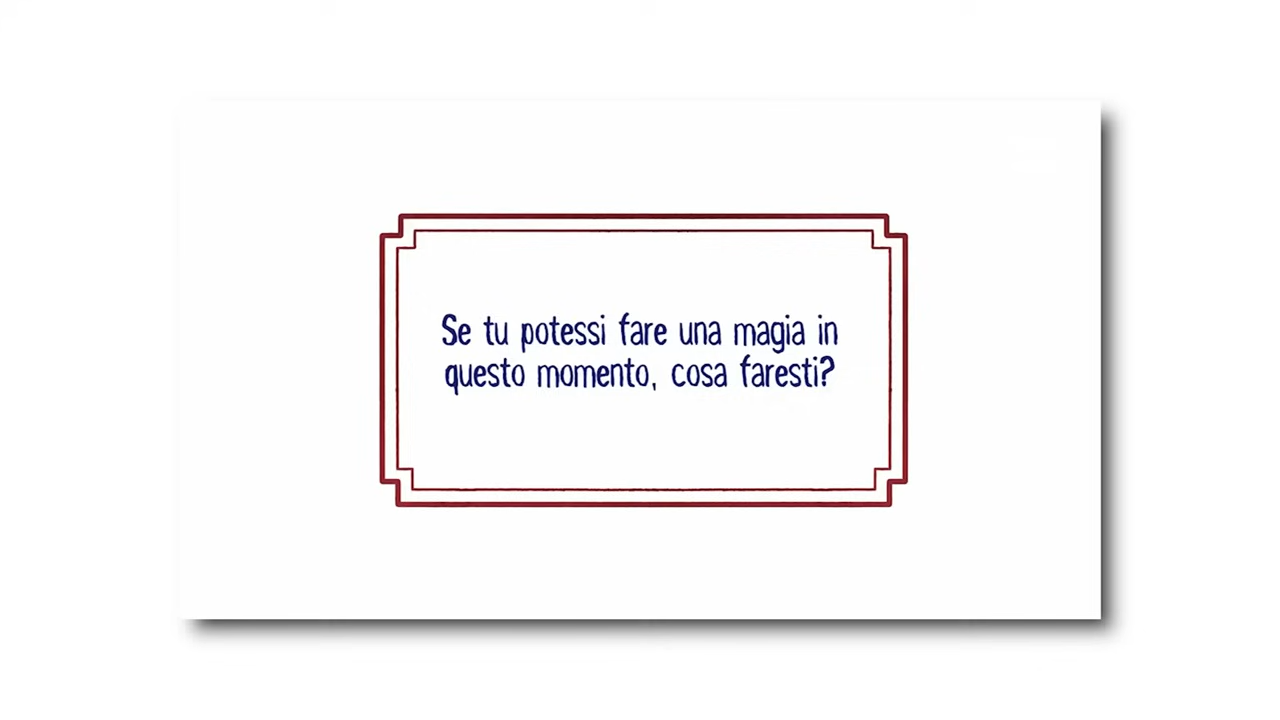 Se tu potessi fare una magia in
questo momento, cosa faresti?